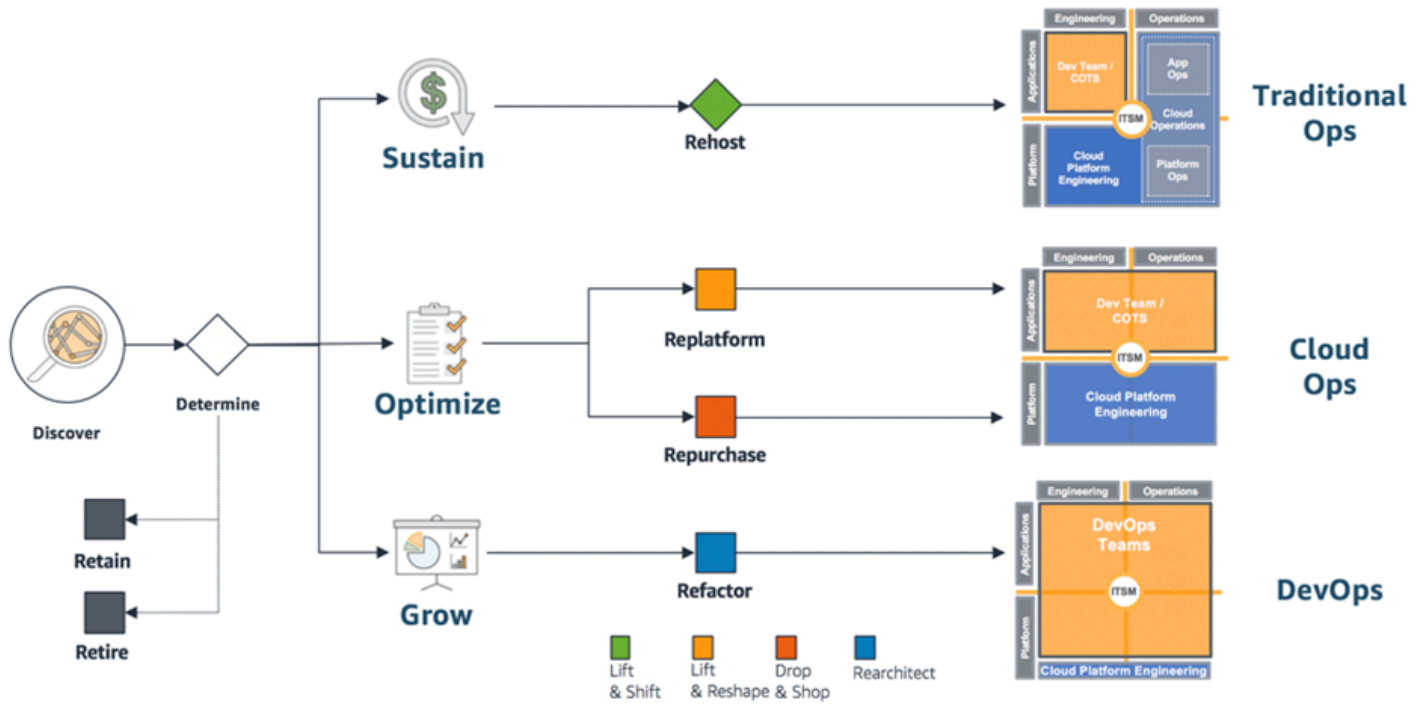 Engineering
Operations
Applications
Platform
Dev Team /
COTS
App
Ops
ITSM
Cloud
Operations
Cloud
Platform
Engineering
Platform
Ops
Traditional
Ops
$
Sustain
Rehost
Discover
Determine
Optimize
Replatform
Repurchase
Engineering
Operations
Applications
Platform
Dev Team /
COTS
ITSM
Cloud Platform
Engineering
Cloud
Ops
Retain
Retire
Grow
Refactor
Engineering
Operations
Applications
Platform
DevOps
Teams
ITSM
Cloud Platform Engineering
DevOps
Lift
& Shift
Lift
& Reshape
Drop
& Shop
Rearchitect